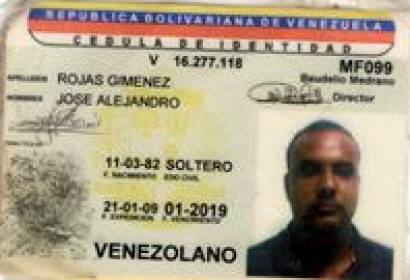 REPUBLICA BOLIVARIANA DE VENEZUELA
CEDULA DE IDENTIDAD
V 16.277.118 MF099
Baudelio Medrano
Director
APELLIDOS ROJAS GIMENEZ
NOMBRES JOSE ALEJANDRO
11-03-82 SOLTERO
F. NACIMIENTO EDO CIVIL
21-01-09 01-2019
F. EXPEDICION F. VENCIMIENTO
VENEZOLANO